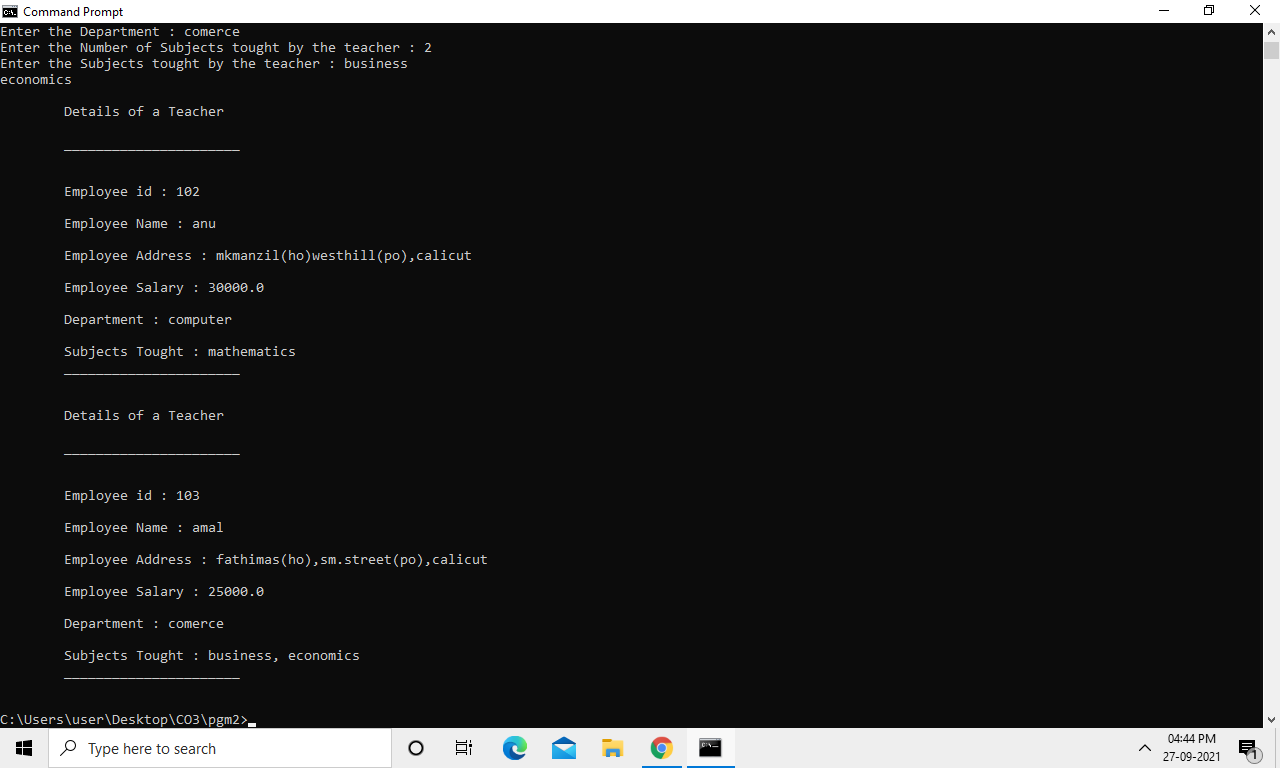 Command Prompt
Enter the Department : comerce
Enter the Number of Subjects tought by the teacher : 2
Enter the Subjects tought by the teacher : business
economics
Details of a Teacher
______________________
Employee id : 102
Employee Name : anu
Employee Address : mkmanzil(ho)westhill(po),calicut
Employee Salary : 30000.0
Department : computer
Subjects Tought : mathematics
______________________
Details of a Teacher
______________________
Employee id : 103
Employee Name : amal
Employee Address : fathimas(ho),sm.street(po),calicut
Employee Salary : 25000.0
Department : comerce
Subjects Tought : business, economics
______________________
C:\Users\user\Desktop\CO3\pgm2>
Type here to search
04:44 PM
27-09-2021
1